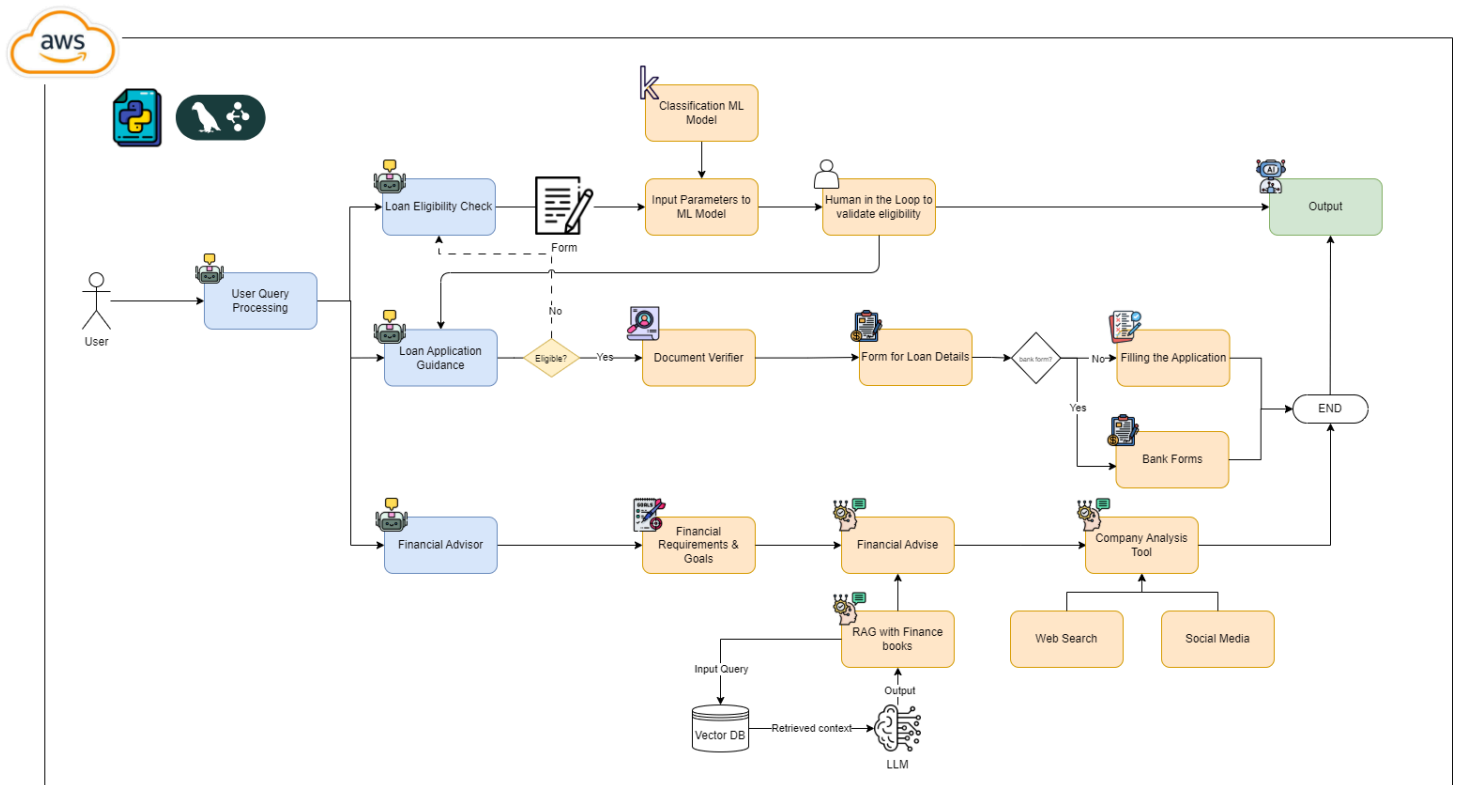 aws
k
Classification ML
Model
AI
Loan Eligibility Check
Form
Input Parameters to
ML Model
Human in the Loop to
validate eligibility
Output
User Query
Processing
User
No
Loan Application
Guidance
Eligible?
Yes
Document Verifier
Form for Loan Details
bank form?
No
Filling the Application
Yes
Bank Forms
END
Financial Advisor
GOALS
Financial
Requirements &
Goals
Financial Advise
Company Analysis
Tool
RAG with Finance
books
Web Search
Social Media
Input Query
Output
Vector DB
Retrieved context
LLM